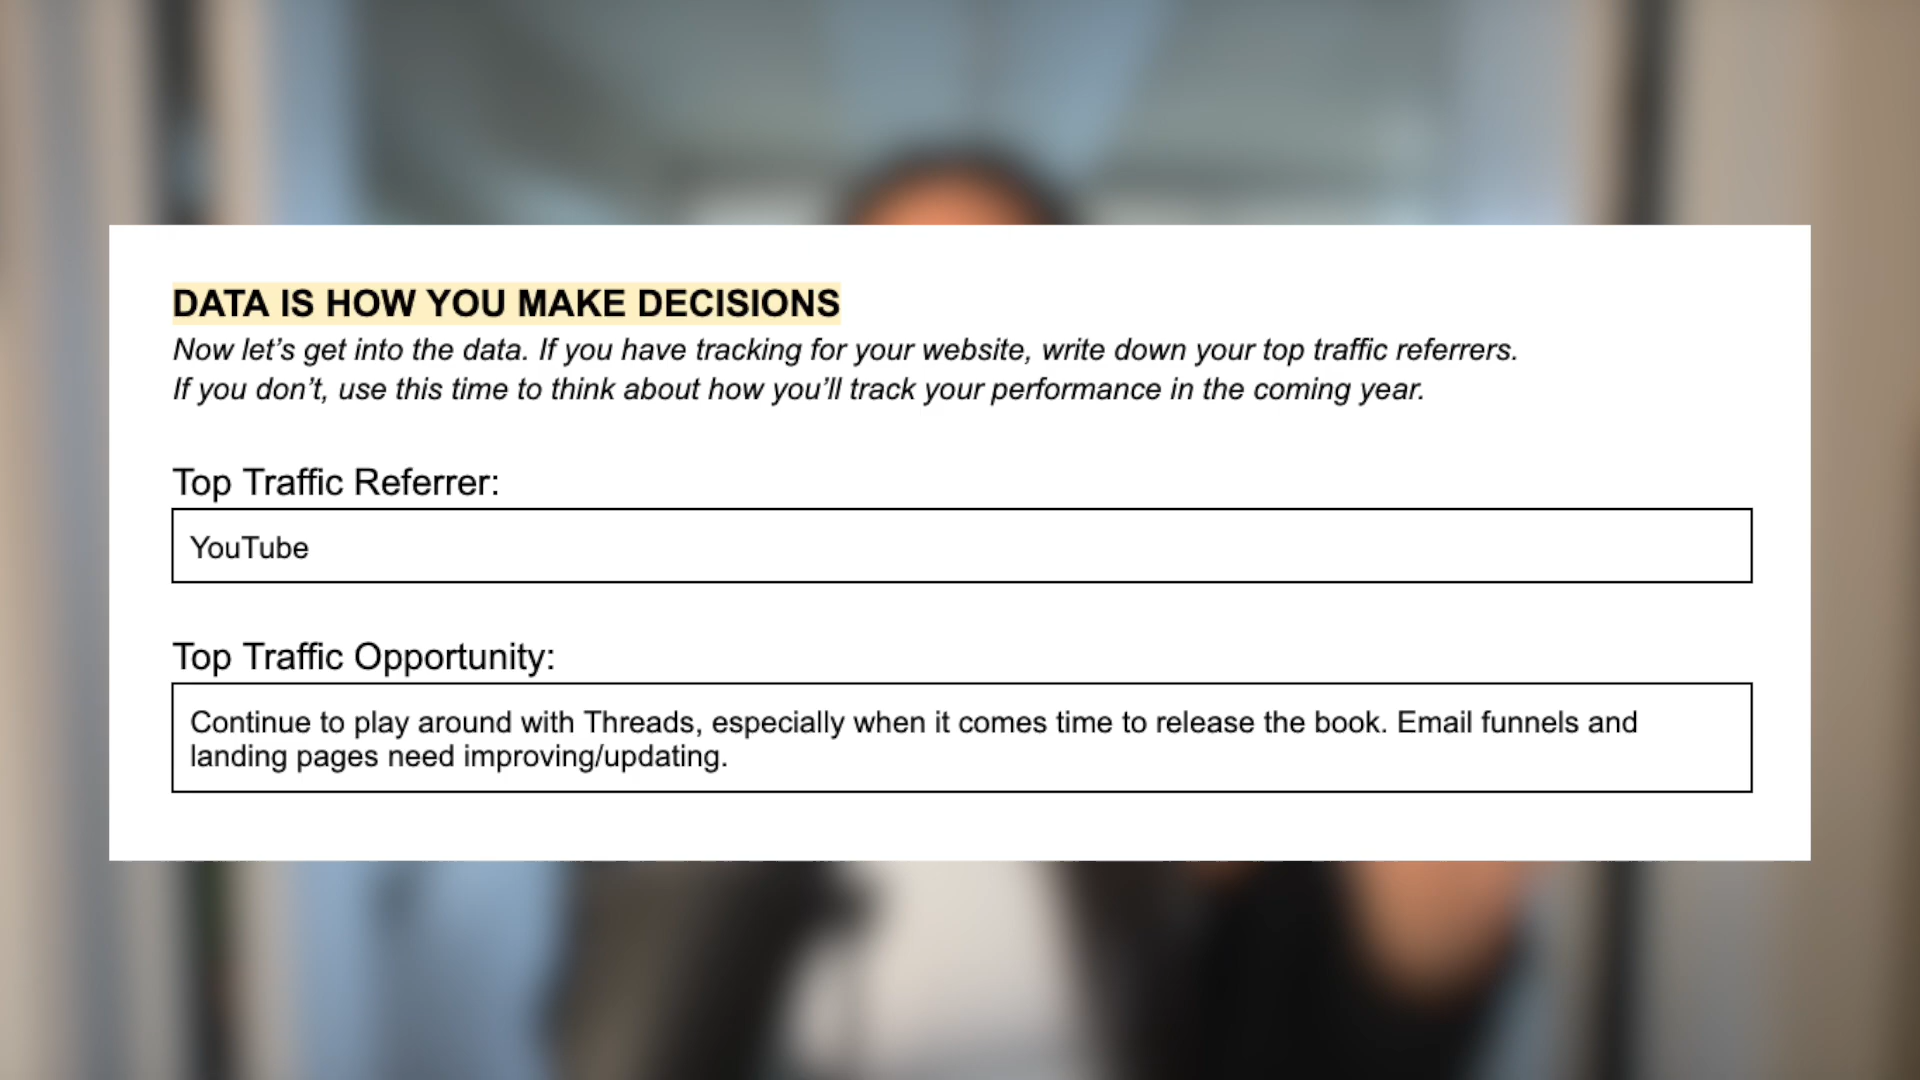 DATA IS HOW YOU MAKE DECISIONS
Now let’s get into the data. If you have tracking for your website, write down your top traffic referrers.
If you don’t, use this time to think about how you’ll track your performance in the coming year.
Top Traffic Referrer:
YouTube
Top Traffic Opportunity:
Continue to play around with Threads, especially when it comes time to release the book. Email funnels and
landing pages need improving/updating.